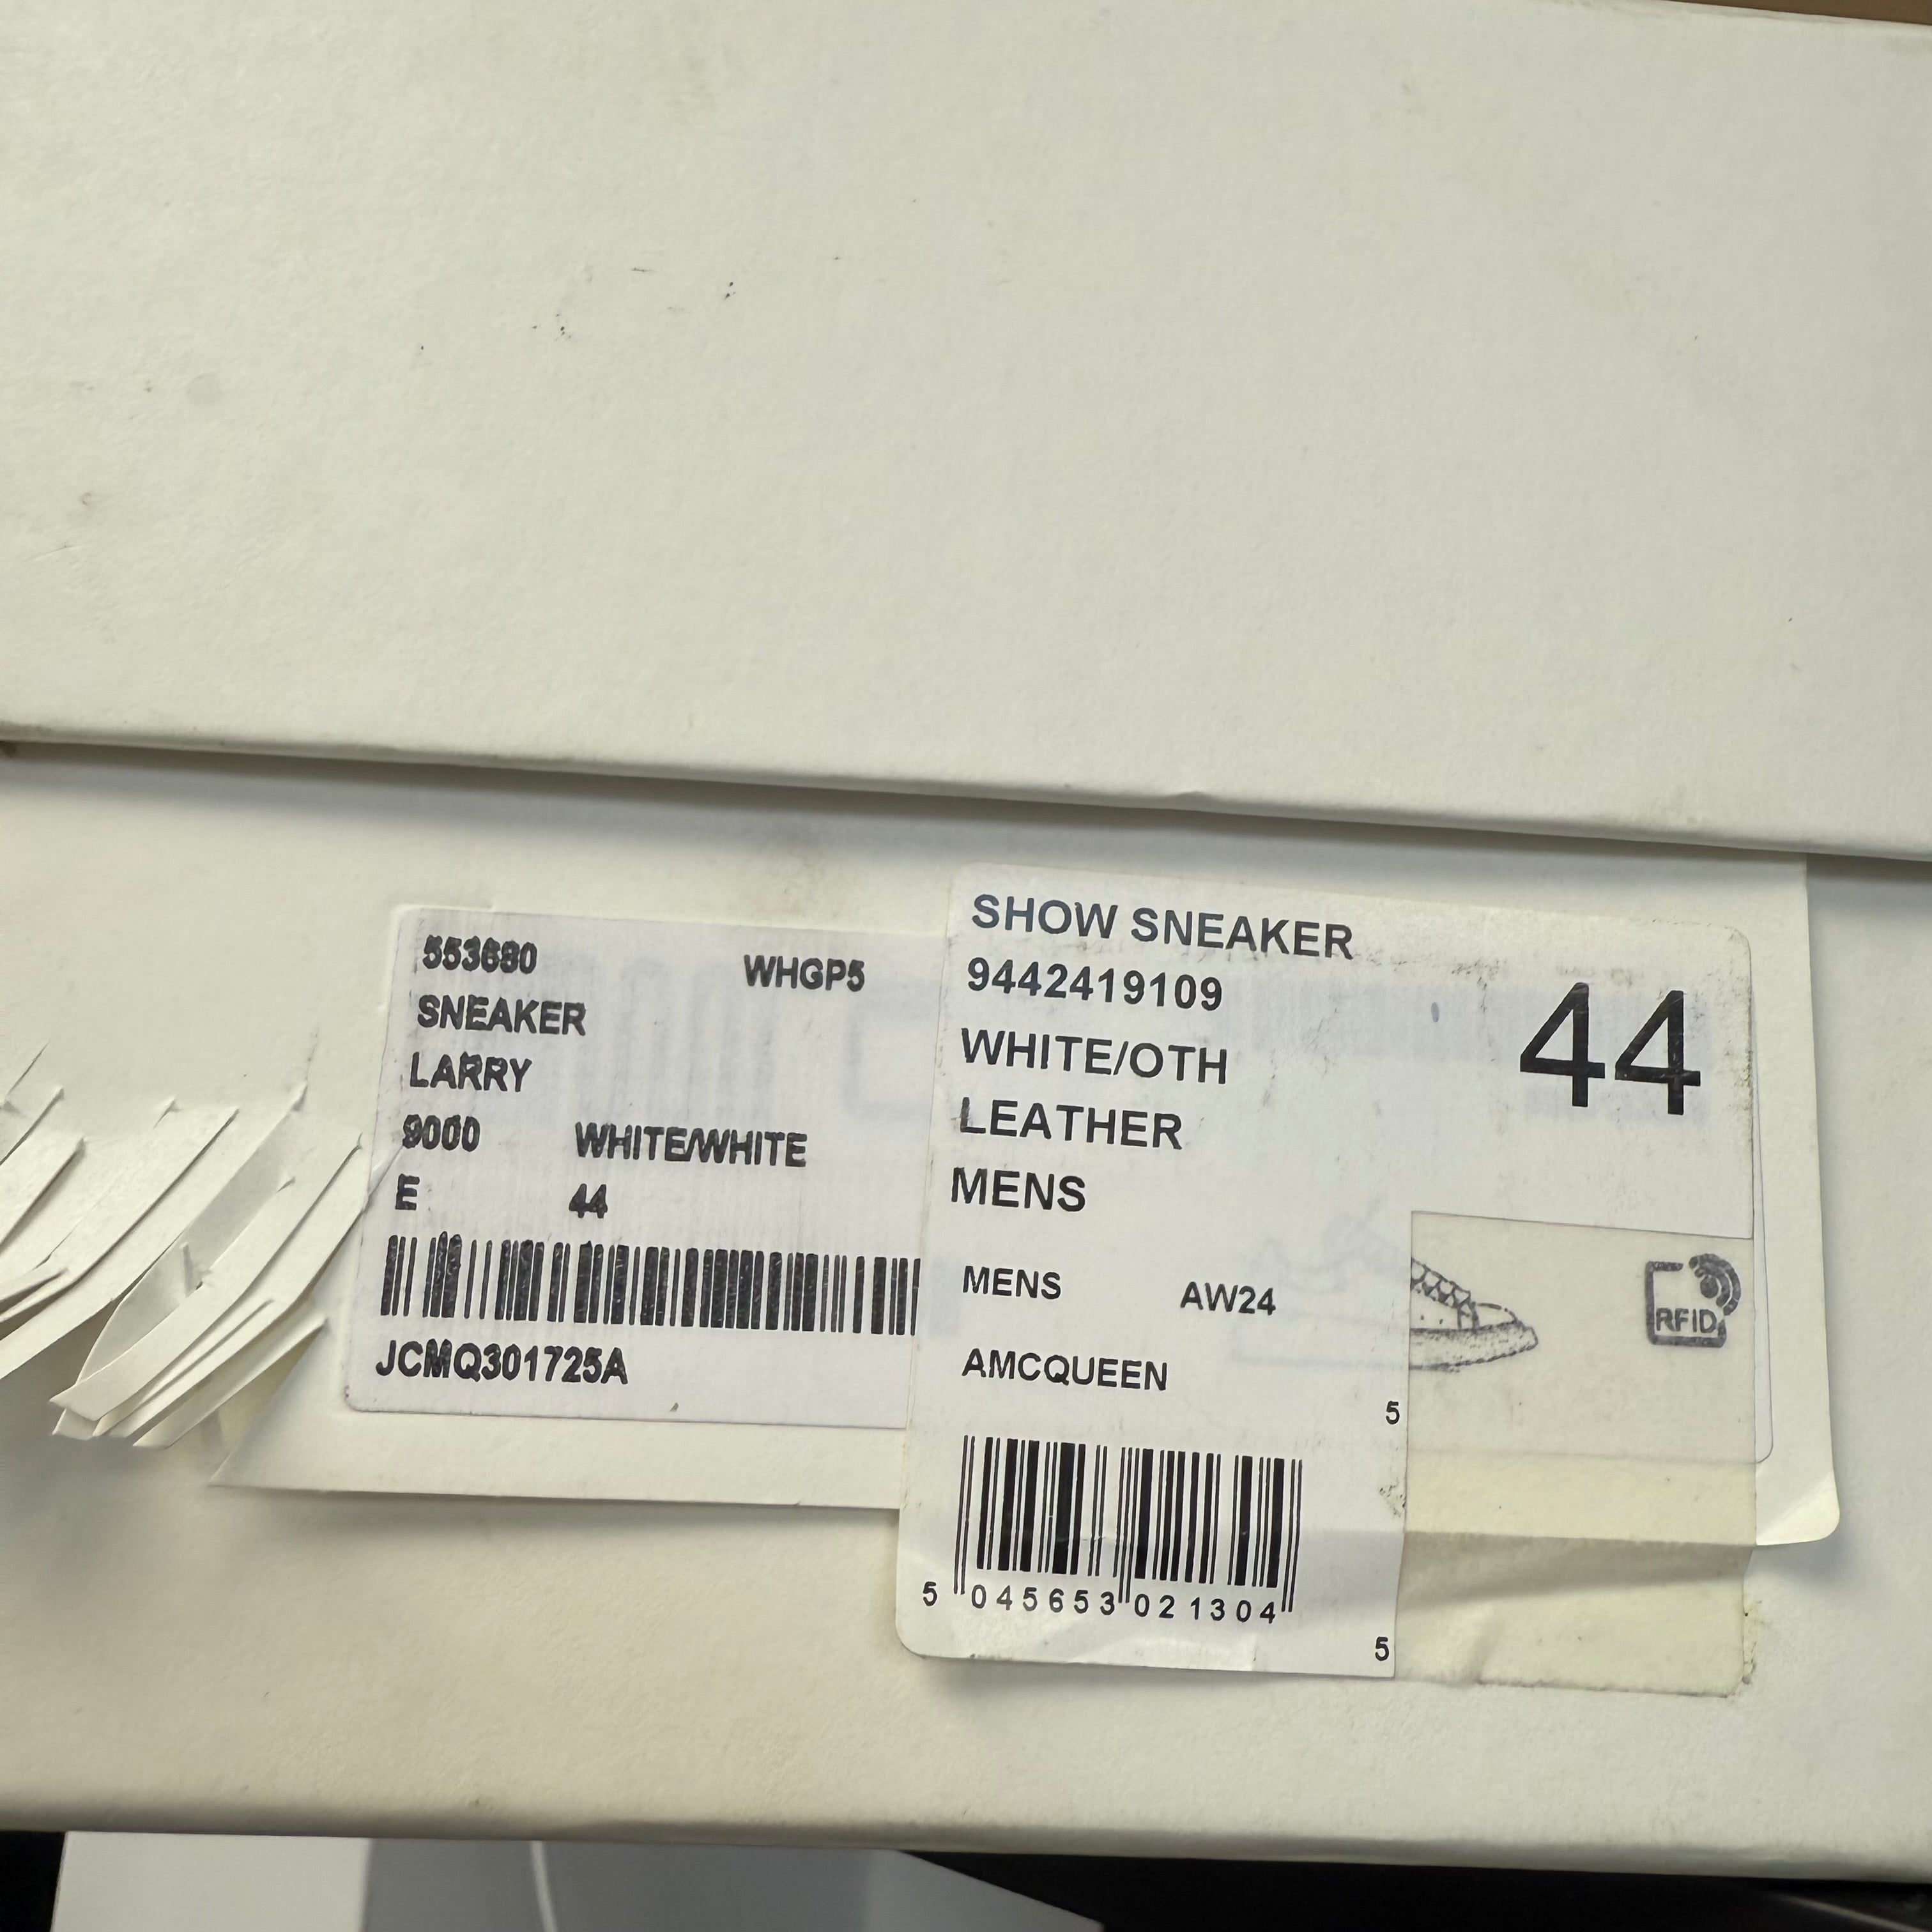 553680 WHGP5
SNEAKER
LARRY
9000 WHITE/WHITE
E 44
JCMQ301725A
SHOW SNEAKER
9442419109
44
WHITE/OTH
LEATHER
MENS
MENS AW24
AMCQUEEN
5
5 045653 021304
5
RFID